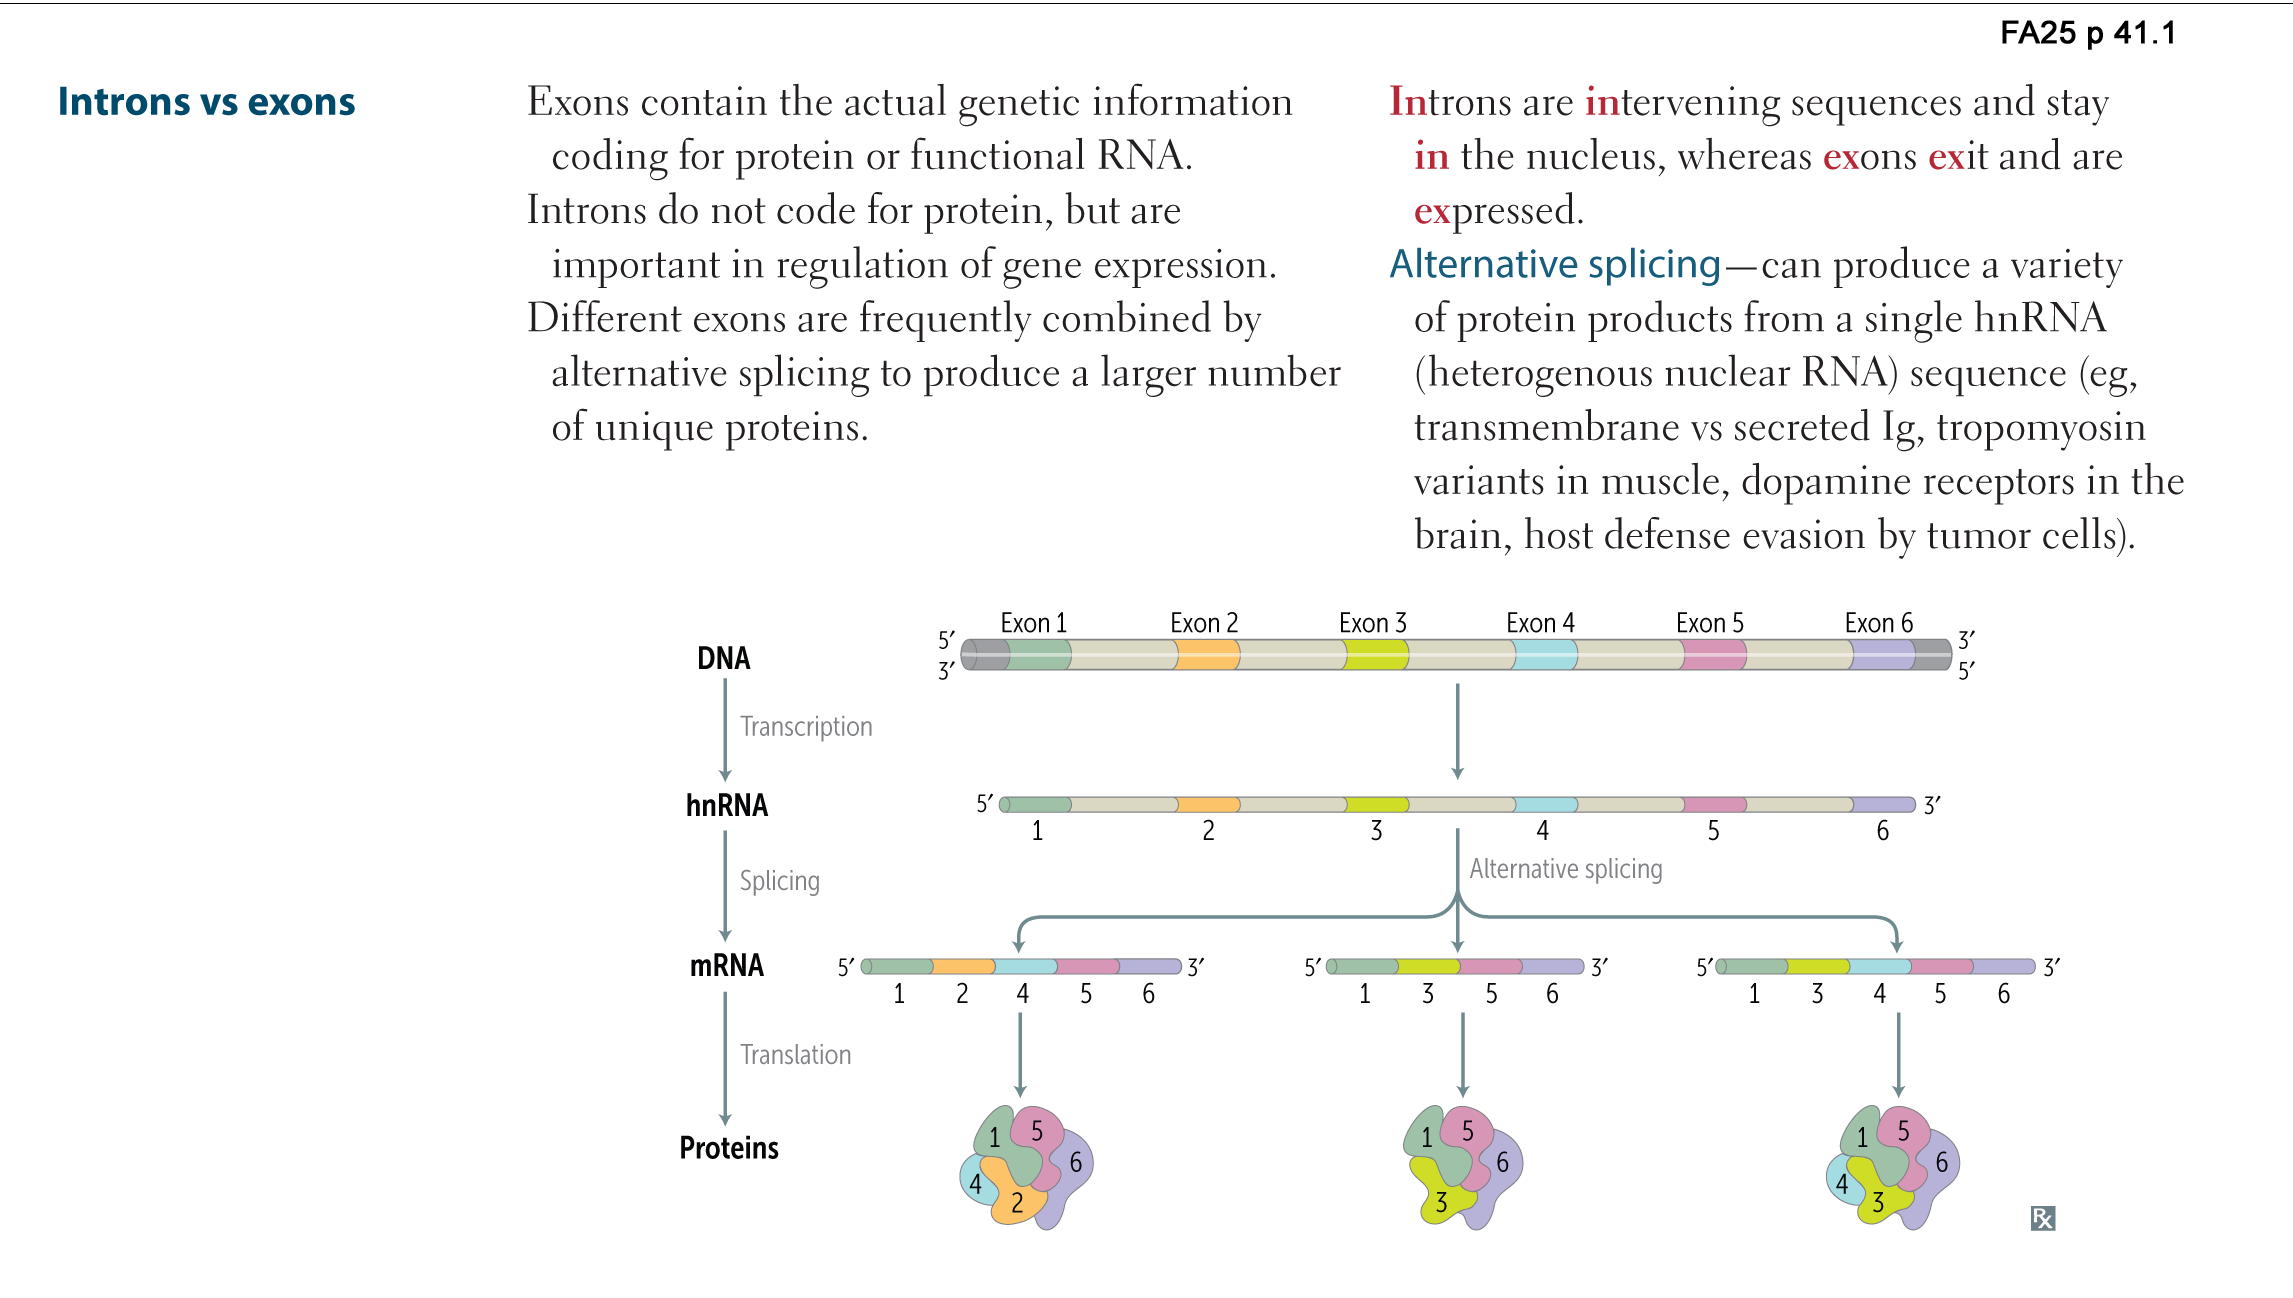 FA25 p 41.1
Introns vs exons
Exons contain the actual genetic information
coding for protein or functional RNA.
Introns do not code for protein, but are
important in regulation of gene expression.
Different exons are frequently combined by
alternative splicing to produce a larger number
of unique proteins.
Introns are intervening sequences and stay
in the nucleus, whereas exons exit and are
expressed.
Alternative splicing—can produce a variety
of protein products from a single hnRNA
(heterogenous nuclear RNA) sequence (eg,
transmembrane vs secreted Ig, tropomyosin
variants in muscle, dopamine receptors in the
brain, host defense evasion by tumor cells).
Exon 1 Exon 2 Exon 3 Exon 4 Exon 5 Exon 6
DNA 5′ 3′
3′ 5′
Transcription
hnRNA 5′ 3′
1 2 3 4 5 6
Splicing Alternative splicing
mRNA 5′ 3′ 5′ 3′ 5′ 3′
1 2 4 5 6 1 3 5 6 1 3 4 5 6
Translation
Proteins
1 5 6 4 2
1 5 6 3
1 5 6 4 3
Rx